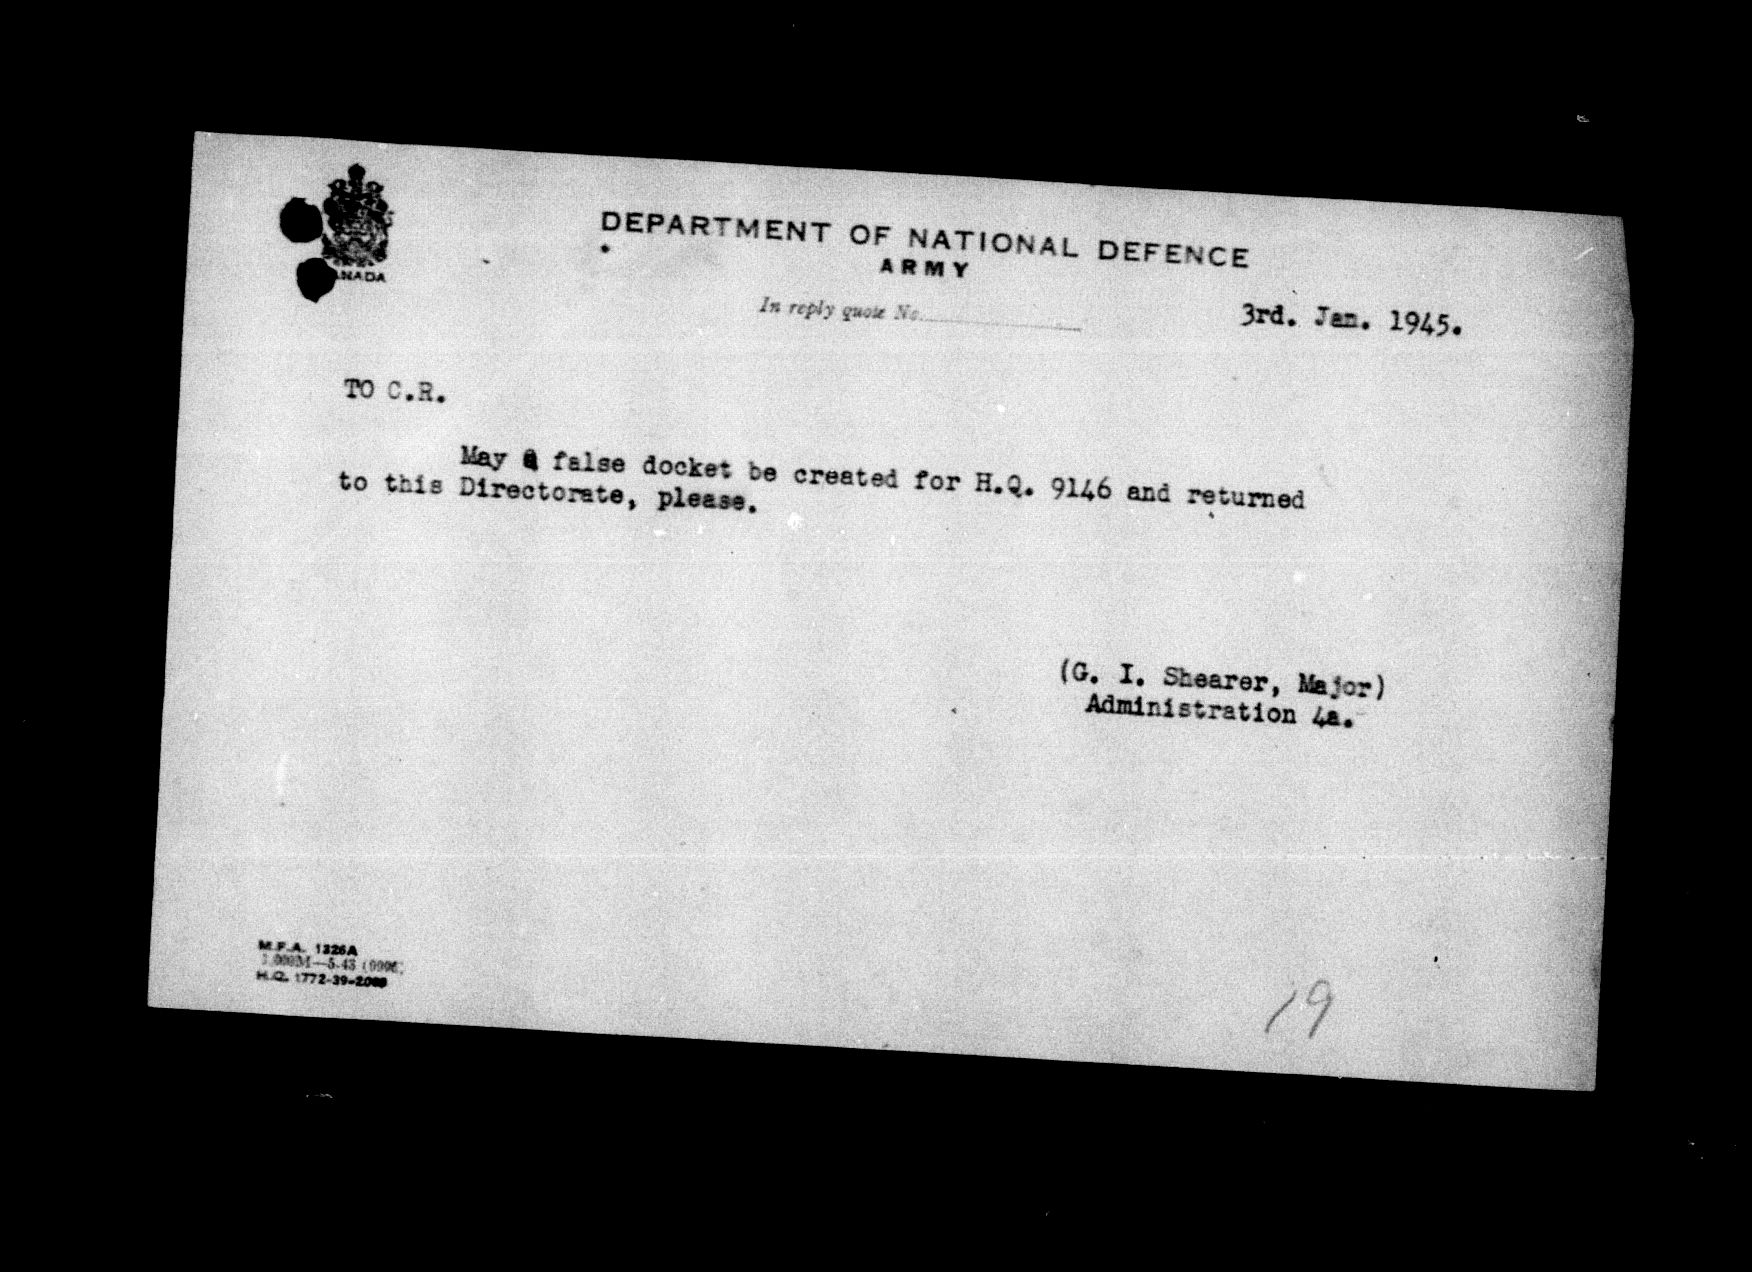 DEPARTMENT OF NATIONAL DEFENCE
ARMY
CANADA
In reply quote No.
3rd. Jan. 1945.
TO C.R.
May a false docket be created for H.Q. 9146 and returned
to this Directorate, please.
(G. I. Shearer, Major)
Administration 4a.
M.F.A. 1326A
H.Q. 1772-39-
19